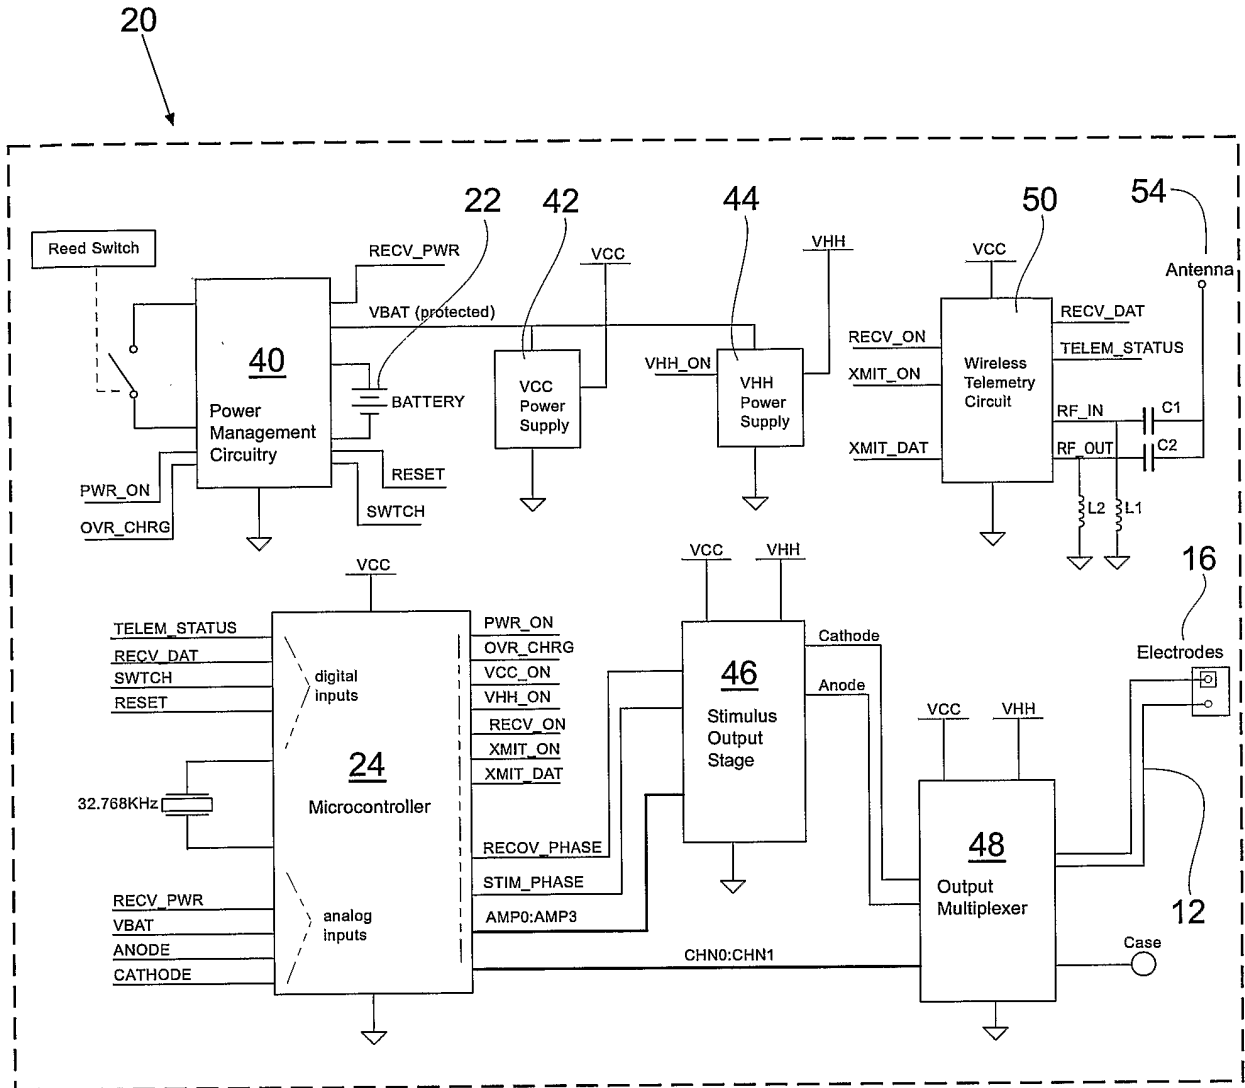 20
22
42
44
50
54
Reed Switch
RECV_PWR
VCC
VHH
VCC
Antenna
VBAT (protected)
40
Power
Management
Circuitry
BATTERY
PWR_ON
OVR_CHRG
RESET
SWTCH
VCC
Power
Supply
VHH_ON
VHH
Power
Supply
RECV_ON
XMIT_ON
XMIT_DAT
Wireless
Telemetry
Circuit
RECV_DAT
TELEM_STATUS
RF_IN
C1
RF_OUT
C2
L2
L1
VCC
TELEM_STATUS
RECV_DAT
SWTCH
RESET
digital
inputs
32.768KHz
24
Microcontroller
RECV_PWR
VBAT
ANODE
CATHODE
analog
inputs
PWR_ON
OVR_CHRG
VCC_ON
VHH_ON
RECV_ON
XMIT_ON
XMIT_DAT
RECOV_PHASE
STIM_PHASE
AMP0:AMP3
CHN0:CHN1
VCC
VHH
46
Stimulus
Output
Stage
Cathode
Anode
VCC
VHH
48
Output
Multiplexer
16
Electrodes
12
Case